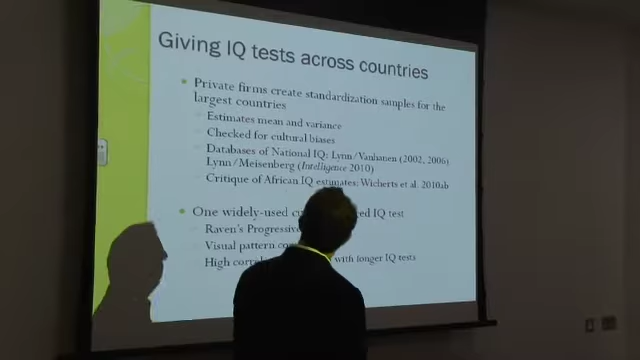 Giving IQ tests across countries
Private firms create standardization samples for the
largest countries
Estimates mean and variance
Checked for cultural biases
Databases of National IQ: Lynn/Vanhanen (2002, 2006)
Lynn/Meisenberg (Intelligence 2010)
Critique of African IQ estimates: Wicherts et al. 2010ab
One widely-used IQ test
Raven's Progressive
Visual pattern
High with longer IQ tests